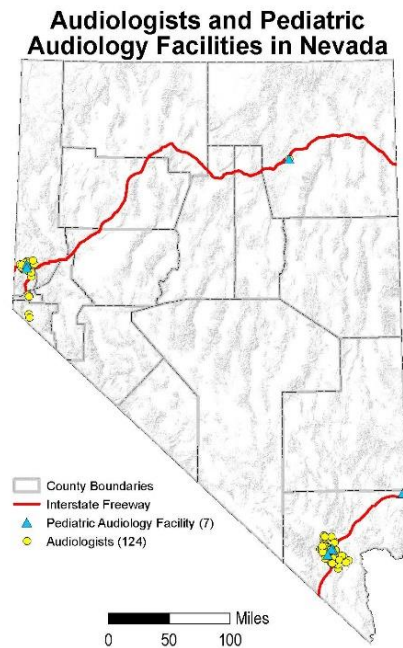 Audiologists and Pediatric
Audiology Facilities in Nevada
County Boundaries
Interstate Freeway
Pediatric Audiology Facility (7)
Audiologists (124)
Miles
0 50 100